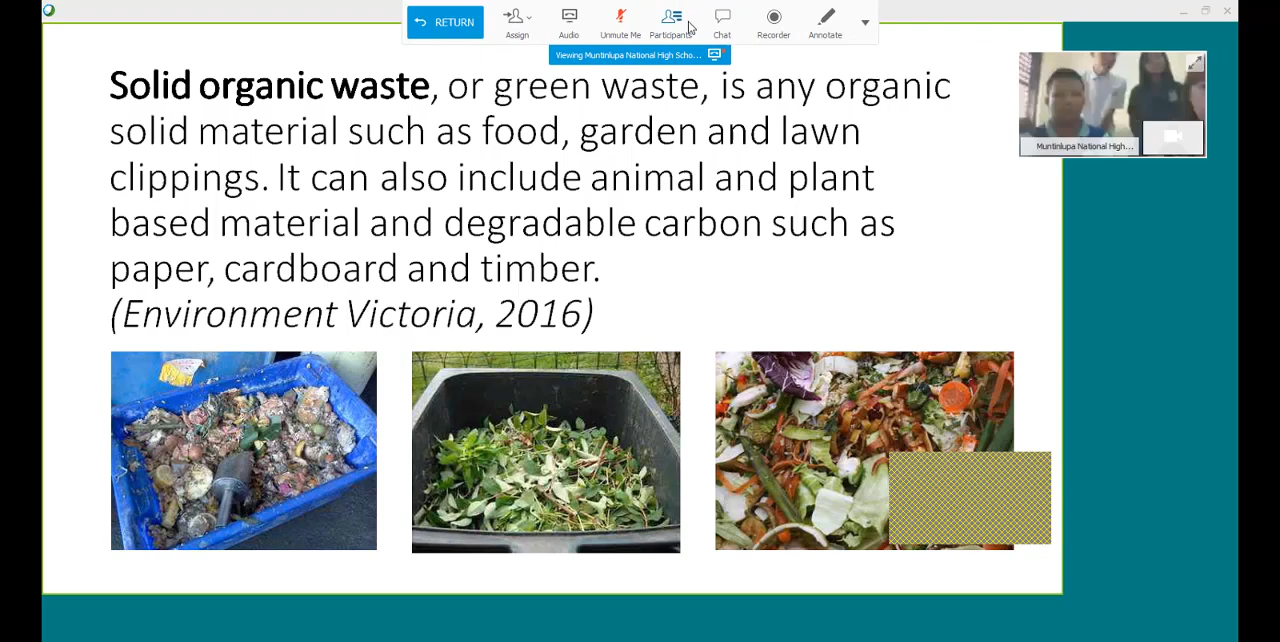 RETURN
Assign
Audio
Unmute Me
Participants
Chat
Recorder
Annotate
Viewing Muntinlupa National High Scho...
Solid organic waste, or green waste, is any organic
solid material such as food, garden and lawn
clippings. It can also include animal and plant
based material and degradable carbon such as
paper, cardboard and timber.
(Environment Victoria, 2016)
Muntinlupa National High...